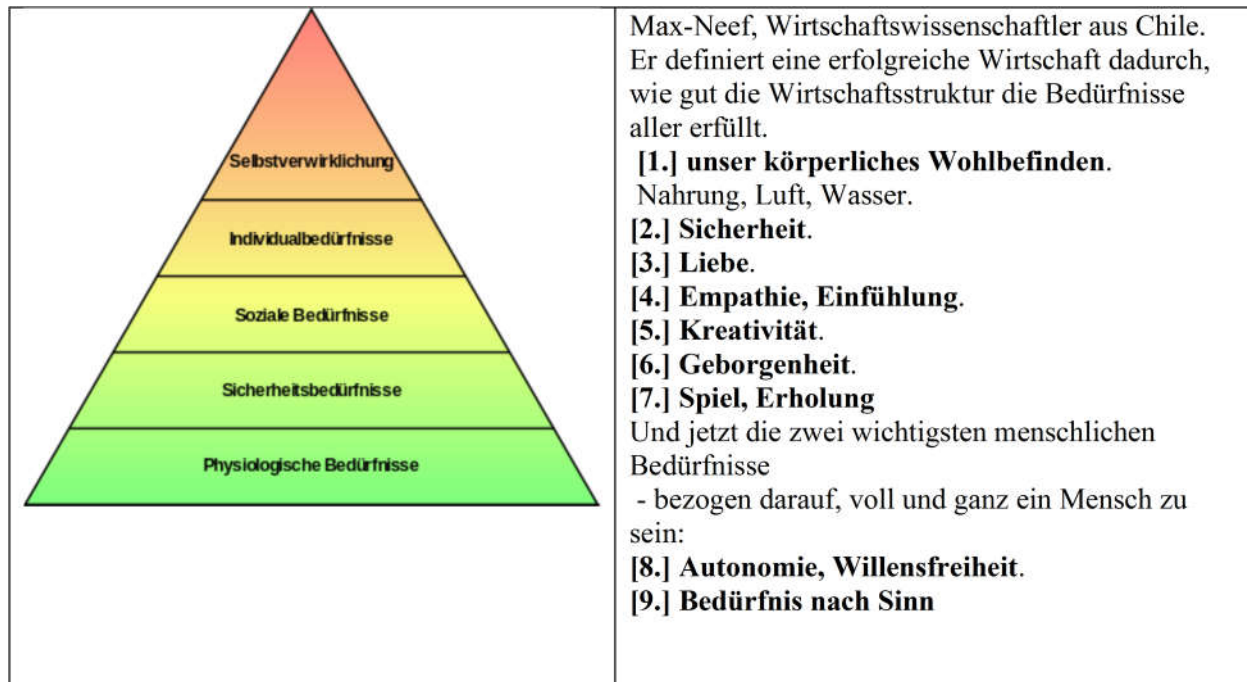 Selbstverwirklichung
Individualbedürfnisse
Soziale Bedürfnisse
Sicherheitsbedürfnisse
Physiologische Bedürfnisse
Max-Neef, Wirtschaftswissenschaftler aus Chile.
Er definiert eine erfolgreiche Wirtschaft dadurch,
wie gut die Wirtschaftsstruktur die Bedürfnisse
aller erfüllt.
[1.] unser körperliches Wohlbefinden.
Nahrung, Luft, Wasser.
[2.] Sicherheit.
[3.] Liebe.
[4.] Empathie, Einfühlung.
[5.] Kreativität.
[6.] Geborgenheit.
[7.] Spiel, Erholung
Und jetzt die zwei wichtigsten menschlichen
Bedürfnisse
- bezogen darauf, voll und ganz ein Mensch zu
sein:
[8.] Autonomie, Willensfreiheit.
[9.] Bedürfnis nach Sinn